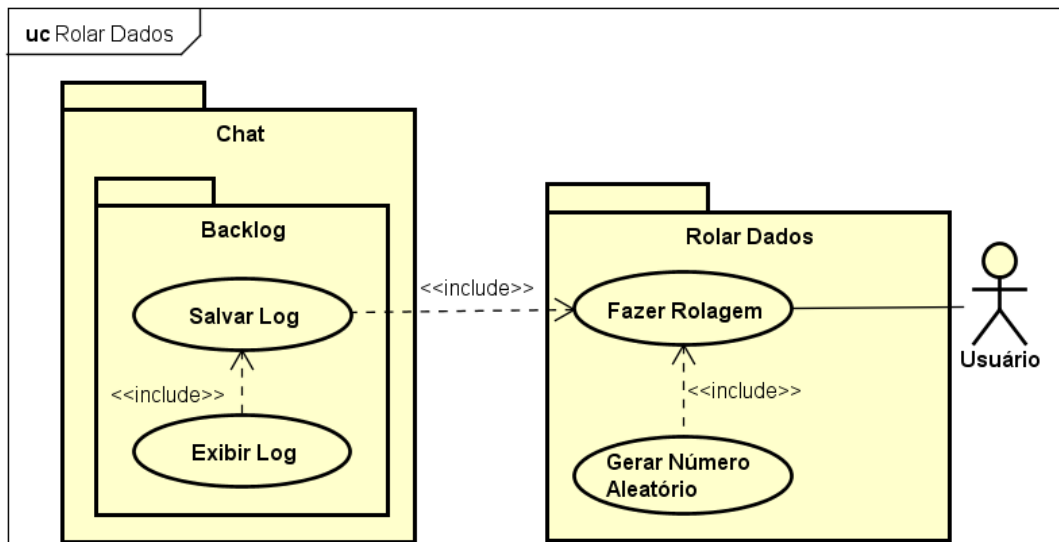 uc Rolar Dados
Chat
Backlog
Salvar Log
<<include>>
Exibir Log
<<include>>
Rolar Dados
Fazer Rolagem
<<include>>
Gerar Número
Aleatório
Usuário